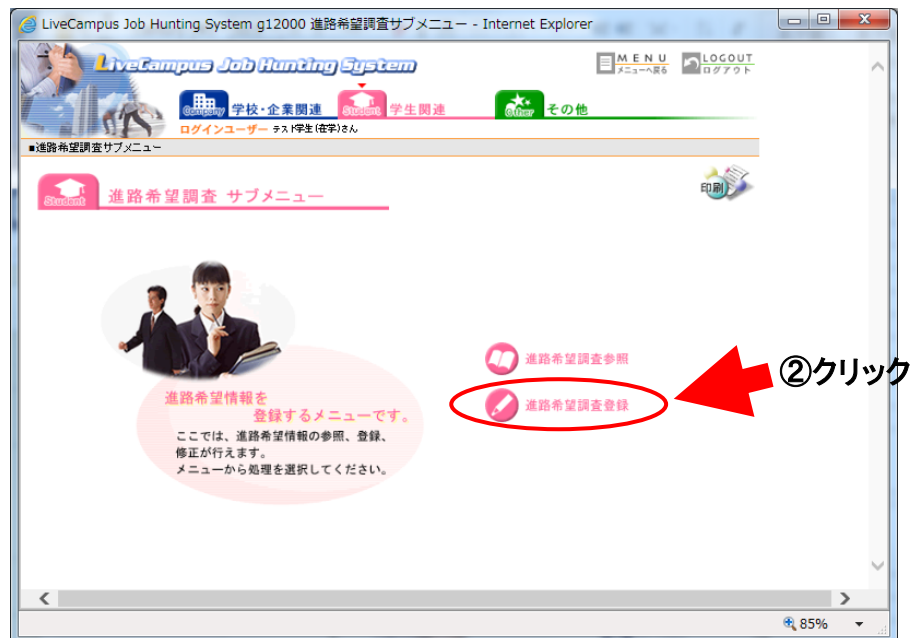 LiveCampus Job Hunting System g12000 進路希望調査サブメニュー - Internet Explorer
LiveCampus Job Hunting System
MENU
メニューへ戻る
LOGOUT
ログアウト
Company 学校・企業関連 Student 学生関連 Other その他
ログインユーザー テスト学生(在学)さん
■進路希望調査サブメニュー
Student 進路希望調査 サブメニュー
印刷
進路希望調査参照
②クリック
進路希望調査登録
進路希望情報を
登録するメニューです。
ここでは、進路希望情報の参照、登録、
修正が行えます。
メニューから処理を選択してください。
85%